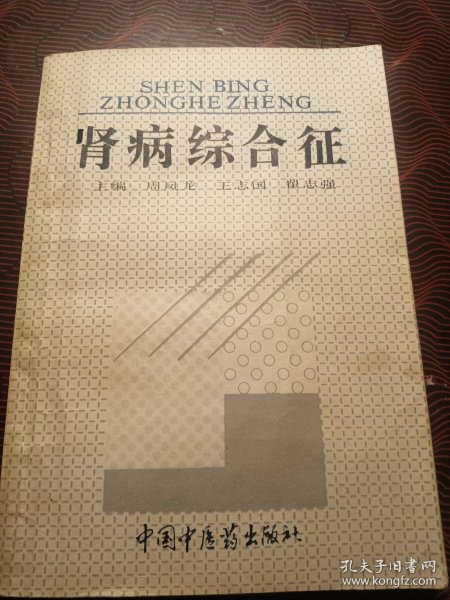 SHEN BING
ZHONGHE ZHENG
肾病综合征
主编 周凤龙 王志国 翟志强
中国中医药出版社
孔夫子旧书网
www.kongfz.com